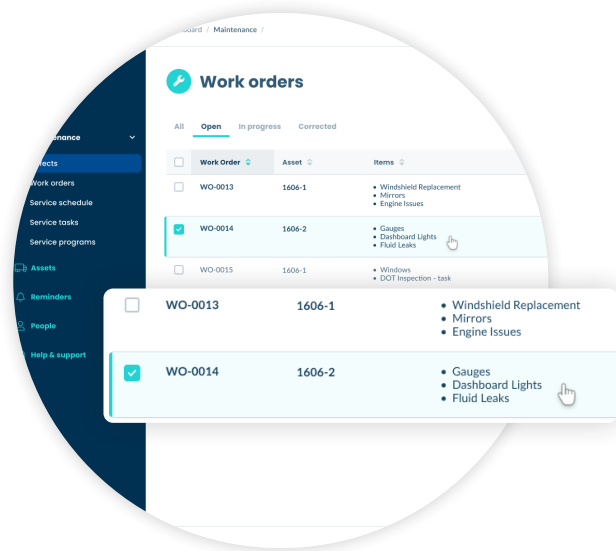 / Maintenance /
Work orders
All Open In progress Corrected
Work Order Asset Items
WO-0013 1606-1 • Windshield Replacement
• Mirrors
• Engine Issues
WO-0014 1606-2 • Gauges
• Dashboard Lights
• Fluid Leaks
WO-0015 1606-1 • Windows
• DOT Inspection - task
Work orders
Service schedule
Service tasks
Service programs
Assets
Reminders
People
Help & support
WO-0013 1606-1 • Windshield Replacement
• Mirrors
• Engine Issues
WO-0014 1606-2 • Gauges
• Dashboard Lights
• Fluid Leaks